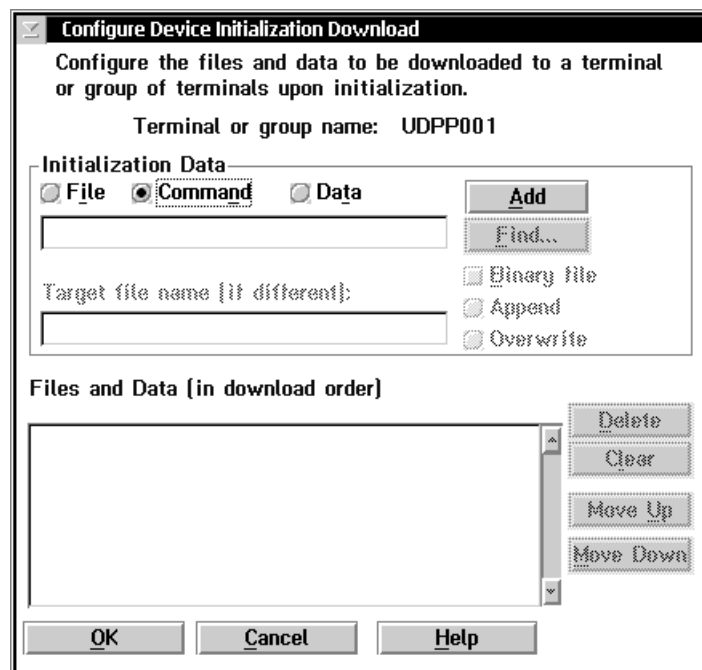 Configure Device Initialization Download
Configure the files and data to be downloaded to a terminal
or group of terminals upon initialization.
Terminal or group name: UDPP001
Initialization Data
File Command Data
Add
Find...
Binary file
Target file name (if different):
Append
Overwrite
Files and Data (in download order)
Delete
Clear
Move Up
Move Down
OK Cancel Help